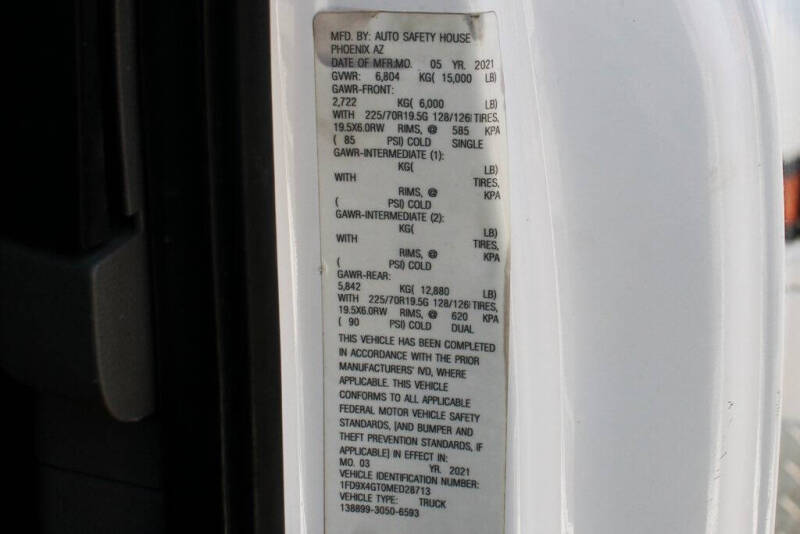 MFD. BY: AUTO SAFETY HOUSE
PHOENIX AZ
DATE OF MFR:MO. 05 YR. 2021
GVWR: 6,804 KG( 15,000 LB)
GAWR-FRONT:
2,722 KG( 6,000 LB)
WITH 225/70R19.5G 128/126 TIRES,
19.5X6.0RW RIMS, @ 585 KPA
( 85 PSI) COLD SINGLE
GAWR-INTERMEDIATE (1):
KG( LB)
WITH TIRES,
RIMS, @ KPA
( PSI) COLD
GAWR-INTERMEDIATE (2):
KG( LB)
WITH TIRES,
RIMS, @ KPA
( PSI) COLD
GAWR-REAR:
5,842 KG( 12,880 LB)
WITH 225/70R19.5G 128/126 TIRES,
19.5X6.0RW RIMS, @ 620 KPA
( 90 PSI) COLD DUAL
THIS VEHICLE HAS BEEN COMPLETED
IN ACCORDANCE WITH THE PRIOR
MANUFACTURERS' IVD, WHERE
APPLICABLE. THIS VEHICLE
CONFORMS TO ALL APPLICABLE
FEDERAL MOTOR VEHICLE SAFETY
STANDARDS, [AND BUMPER AND
THEFT PREVENTION STANDARDS, IF
APPLICABLE] IN EFFECT IN:
MO. 03 YR. 2021
VEHICLE IDENTIFICATION NUMBER:
1FD9X4GT0MED28713
VEHICLE TYPE: TRUCK
138899-3050-6593